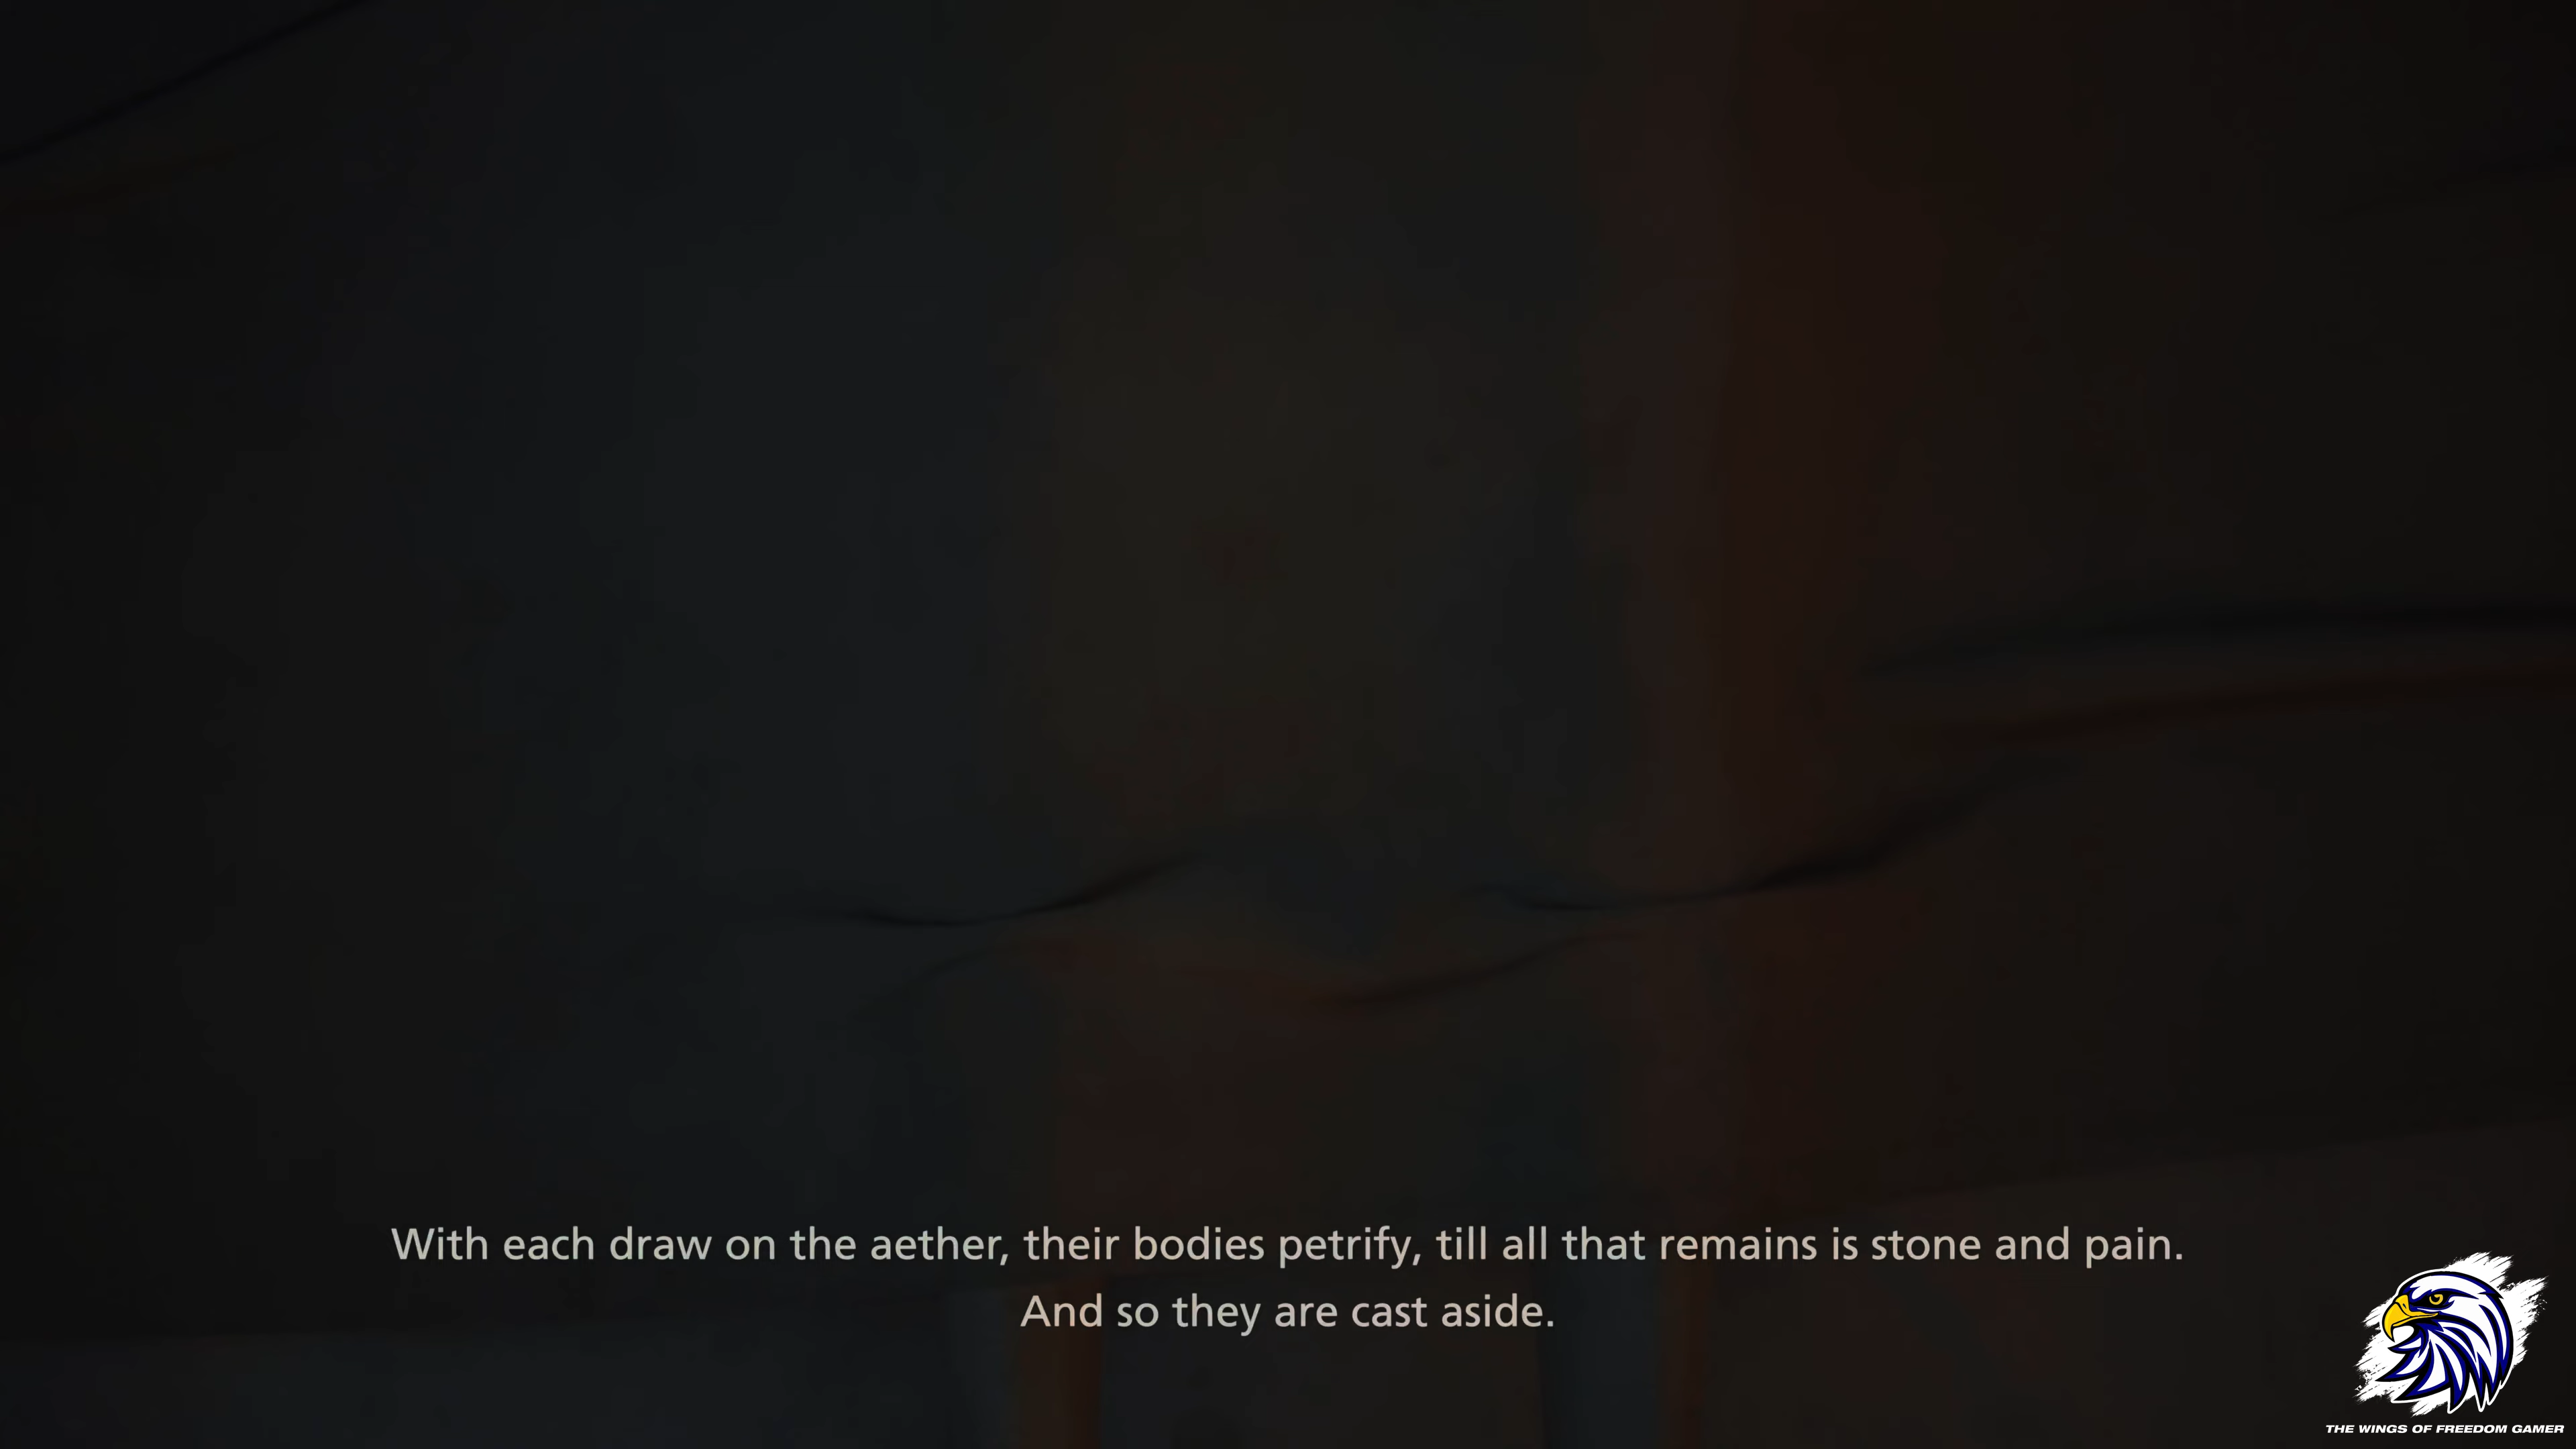 With each draw on the aether, their bodies petrify, till all that remains is stone and pain.
And so they are cast aside.
THE WINGS OF FREEDOM GAMER